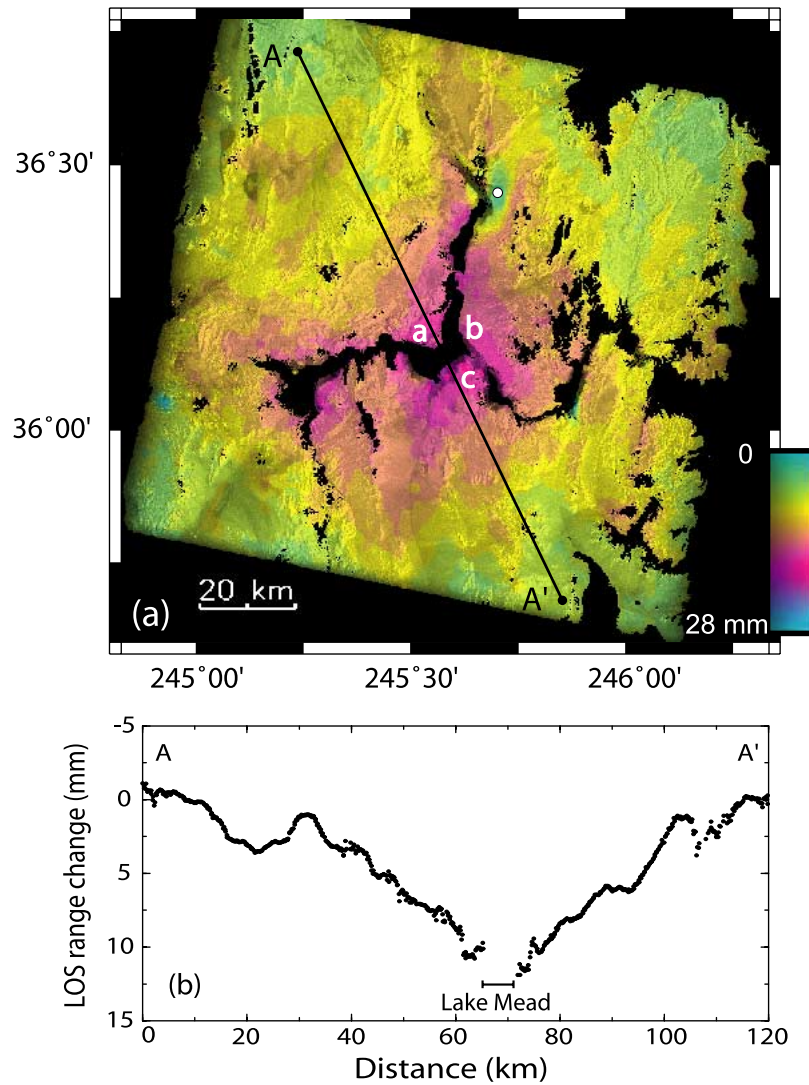 A
36°30'
a
b
c
36°00'
0
20 km
A'
(a)
28 mm
245°00'
245°30'
246°00'
-5
A
A'
0
5
10
15
LOS range change (mm)
(b)
Lake Mead
0
20
40
60
80
100
120
Distance (km)